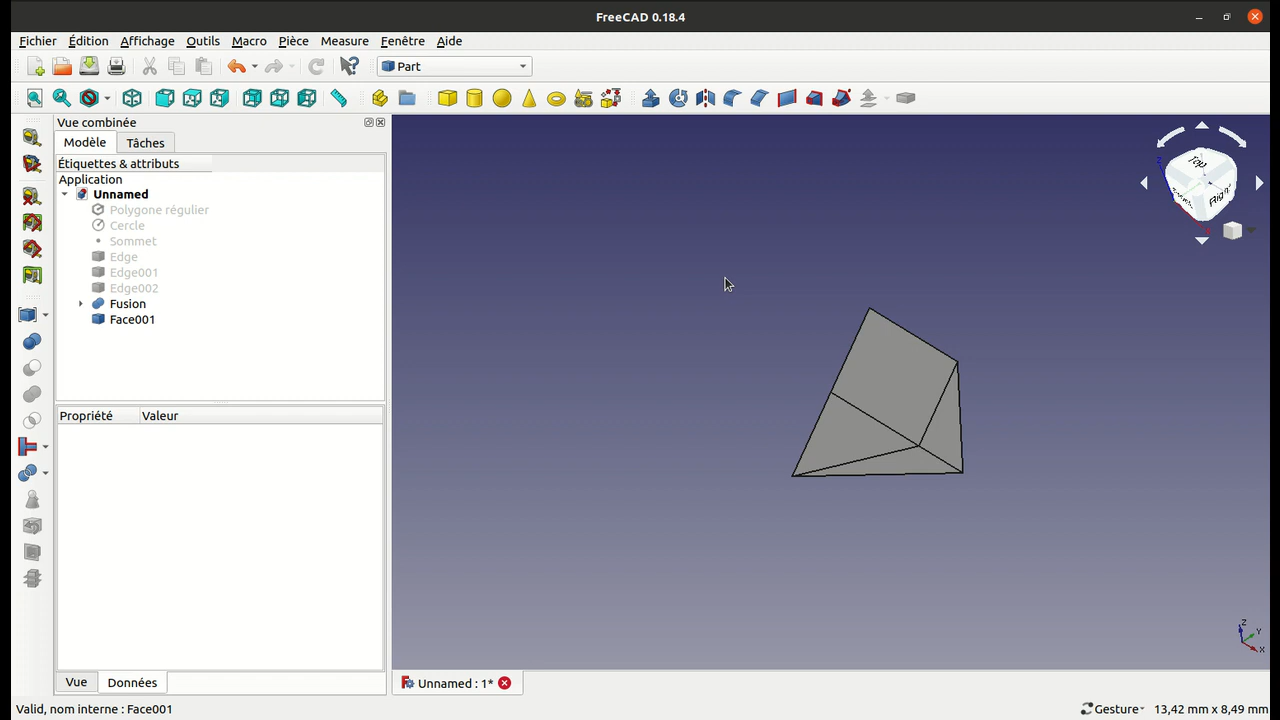 FreeCAD 0.18.4
Fichier Édition Affichage Outils Macro Pièce Measure Fenêtre Aide
Part
Vue combinée
Modèle Tâches
Étiquettes & attributs
Application
Unnamed
Polygone régulier
Cercle
Sommet
Edge
Edge001
Edge002
Fusion
Face001
Propriété Valeur
Vue Données
Top
Right
Z
X
Z
Y
X
Unnamed : 1*
Valid, nom interne : Face001
Gesture 13,42 mm x 8,49 mm